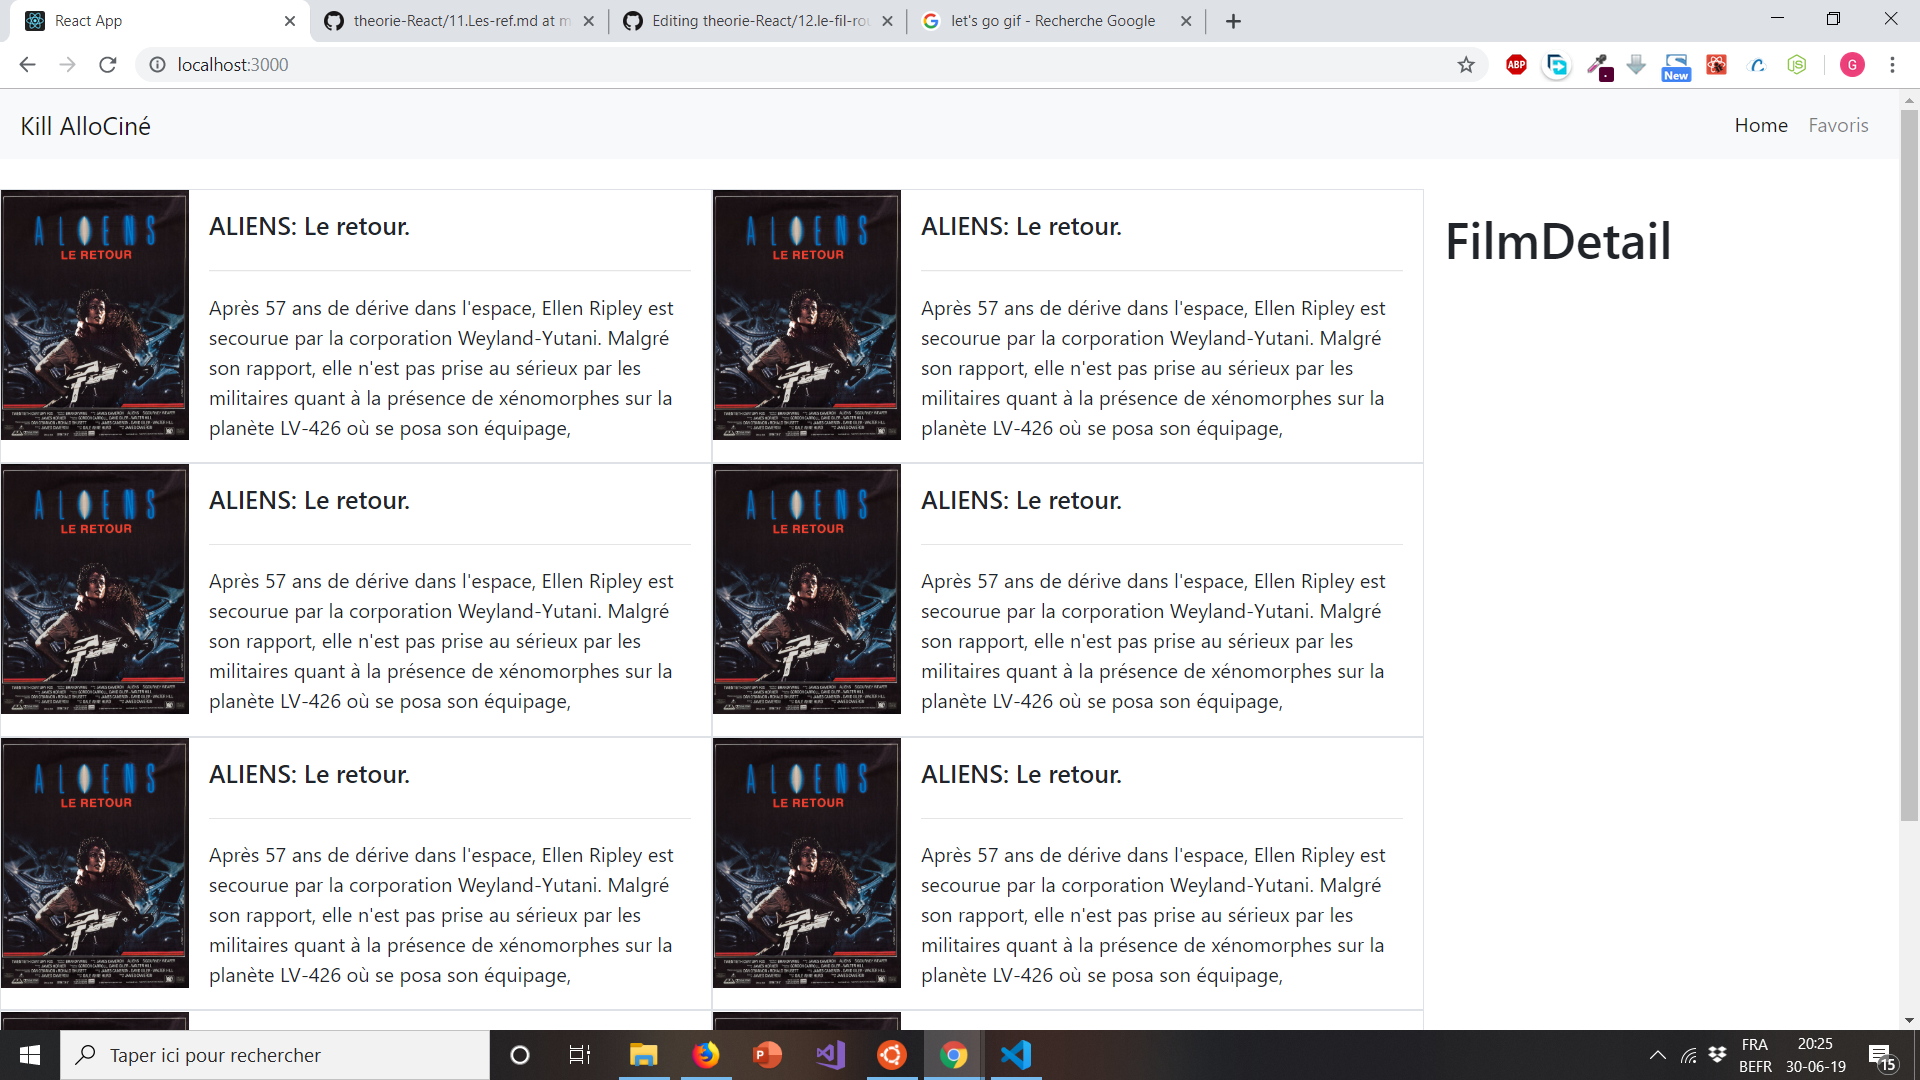 React App
theorie-React/11.Les-ref.md at m
Editing theorie-React/12.le-fil-rou
let's go gif - Recherche Google
localhost:3000
ABP
New
G
Kill AlloCiné
Home
Favoris
ALIENS
LE RETOUR
ALIENS: Le retour.
Après 57 ans de dérive dans l'espace, Ellen Ripley est
secourue par la corporation Weyland-Yutani. Malgré
son rapport, elle n'est pas prise au sérieux par les
militaires quant à la présence de xénomorphes sur la
planète LV-426 où se posa son équipage,
ALIENS
LE RETOUR
ALIENS: Le retour.
Après 57 ans de dérive dans l'espace, Ellen Ripley est
secourue par la corporation Weyland-Yutani. Malgré
son rapport, elle n'est pas prise au sérieux par les
militaires quant à la présence de xénomorphes sur la
planète LV-426 où se posa son équipage,
FilmDetail
ALIENS
LE RETOUR
ALIENS: Le retour.
Après 57 ans de dérive dans l'espace, Ellen Ripley est
secourue par la corporation Weyland-Yutani. Malgré
son rapport, elle n'est pas prise au sérieux par les
militaires quant à la présence de xénomorphes sur la
planète LV-426 où se posa son équipage,
ALIENS
LE RETOUR
ALIENS: Le retour.
Après 57 ans de dérive dans l'espace, Ellen Ripley est
secourue par la corporation Weyland-Yutani. Malgré
son rapport, elle n'est pas prise au sérieux par les
militaires quant à la présence de xénomorphes sur la
planète LV-426 où se posa son équipage,
ALIENS
LE RETOUR
ALIENS: Le retour.
Après 57 ans de dérive dans l'espace, Ellen Ripley est
secourue par la corporation Weyland-Yutani. Malgré
son rapport, elle n'est pas prise au sérieux par les
militaires quant à la présence de xénomorphes sur la
planète LV-426 où se posa son équipage,
ALIENS
LE RETOUR
ALIENS: Le retour.
Après 57 ans de dérive dans l'espace, Ellen Ripley est
secourue par la corporation Weyland-Yutani. Malgré
son rapport, elle n'est pas prise au sérieux par les
militaires quant à la présence de xénomorphes sur la
planète LV-426 où se posa son équipage,
Taper ici pour rechercher
FRA
BEFR
20:25
30-06-19
15